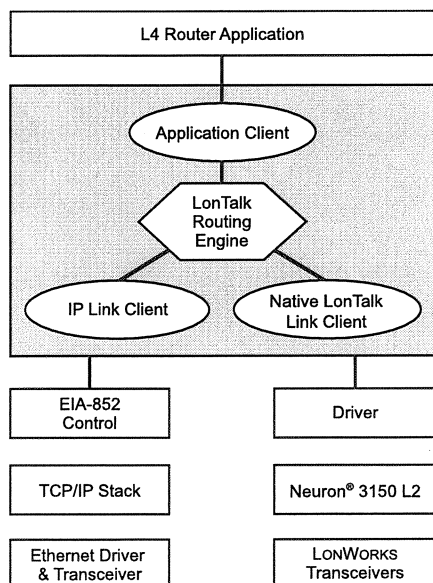 L4 Router Application
Application Client
LonTalk
Routing
Engine
IP Link Client
Native LonTalk
Link Client
EIA-852
Control
Driver
TCP/IP Stack
Neuron® 3150 L2
Ethernet Driver
& Transceiver
LONWORKS
Transceivers